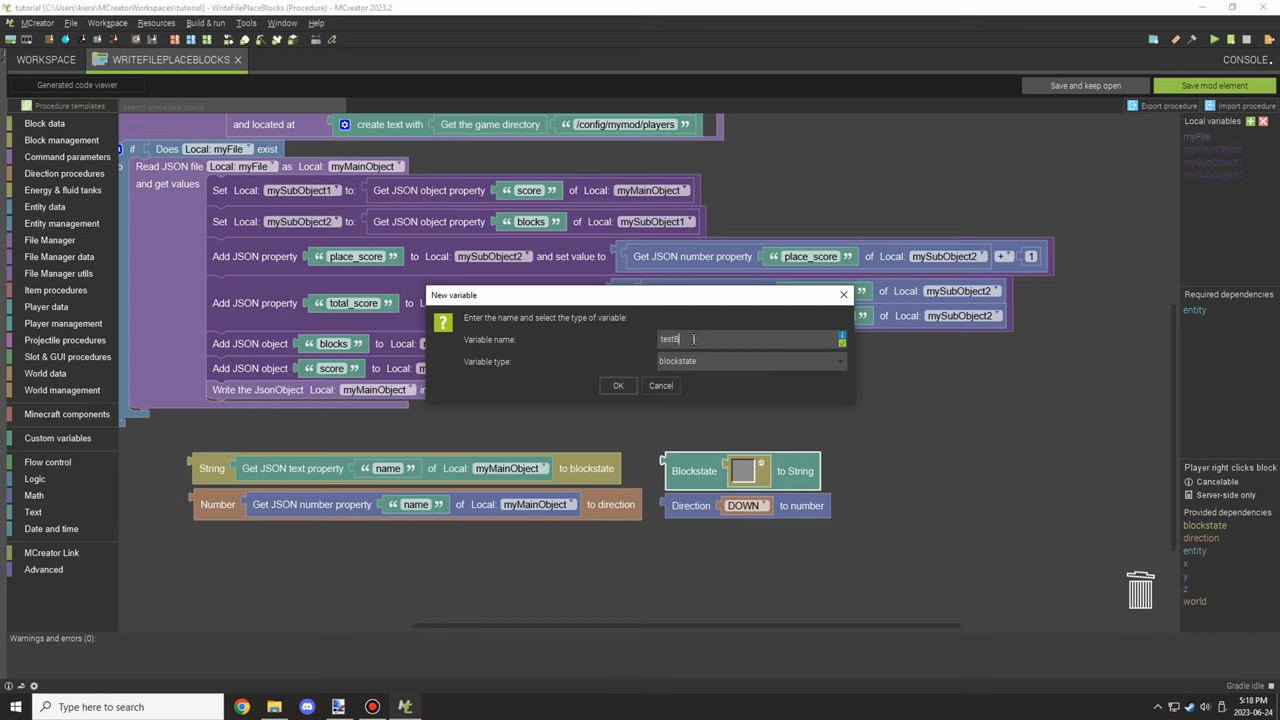 tutorial [C:\Users\kiera\MCreatorWorkspaces\tutorial] - WriteFilePlaceBlocks (Procedure) - MCreator 2023.2
MCreator File Workspace Resources Build & run Tools Window Help
WORKSPACE WRITEFILEPLACEBLOCKS CONSOLE
Generated code viewer Save and keep open Save mod element
Procedure templates Search procedure blocks Export procedure Import procedure
Block data
Block management
Command parameters
Direction procedures
Energy & fluid tanks
Entity data
Entity management
File Manager
File Manager data
File Manager utils
Item procedures
Player data
Player management
Projectile procedures
Slot & GUI procedures
World data
World management
Minecraft components
Custom variables
Flow control
Logic
Math
Text
Date and time
MCreator Link
Advanced
and located at create text with Get the game directory “ /config/mymod/players ”
if Does Local: myFile exist
Read JSON file Local: myFile as Local: myMainObject
and get values
Set Local: mySubObject1 to: Get JSON object property “ score ” of Local: myMainObject
Set Local: mySubObject2 to: Get JSON object property “ blocks ” of Local: mySubObject1
Add JSON property “ place_score ” to Local: mySubObject2 and set value to Get JSON number property “ place_score ” of Local: mySubObject2 + 1
Add JSON property “ total_score ” to Local: of Local: mySubObject2
of Local: mySubObject2
Add JSON object “ blocks ” to Local:
Add JSON object “ score ” to Local:
Write the JsonObject Local: myMainObject
New variable
Enter the name and select the type of variable:
Variable name: testB
Variable type: blockstate
OK Cancel
String Get JSON text property “ name ” of Local: myMainObject to blockstate
Number Get JSON number property “ name ” of Local: myMainObject to direction
Blockstate to String
Direction DOWN to number
Local variables
myFile
myMainObject
mySubObject1
mySubObject2
Required dependencies
entity
Player right clicks block
Cancelable
Server-side only
Provided dependencies:
blockstate
direction
entity
x
y
z
world
Warnings and errors (0):
Gradle idle
Type here to search
5:18 PM
2023-06-24